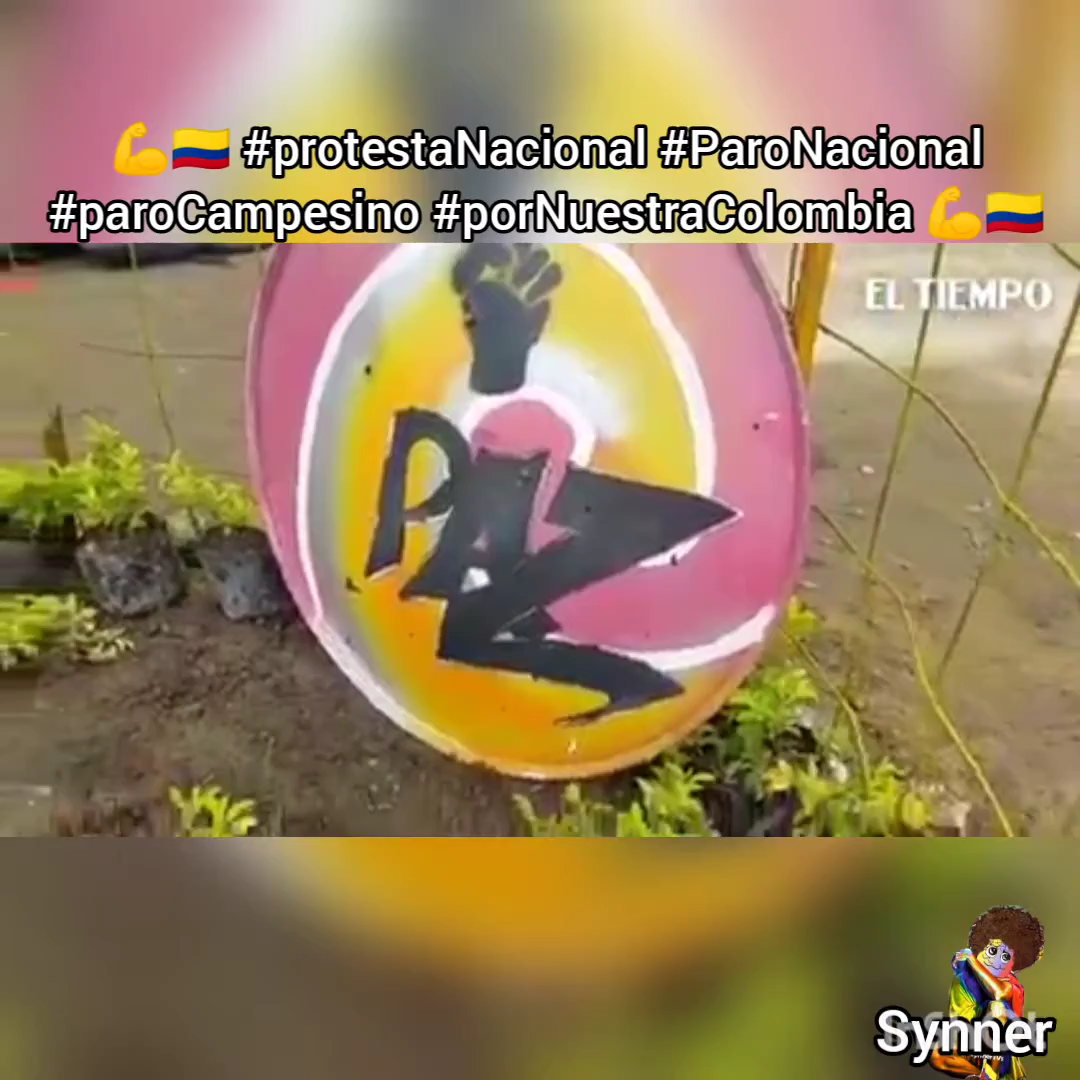 💪🇨🇴 #protestaNacional #ParoNacional
#paroCampesino #porNuestraColombia 💪🇨🇴
EL TIEMPO
PAZ
Synner